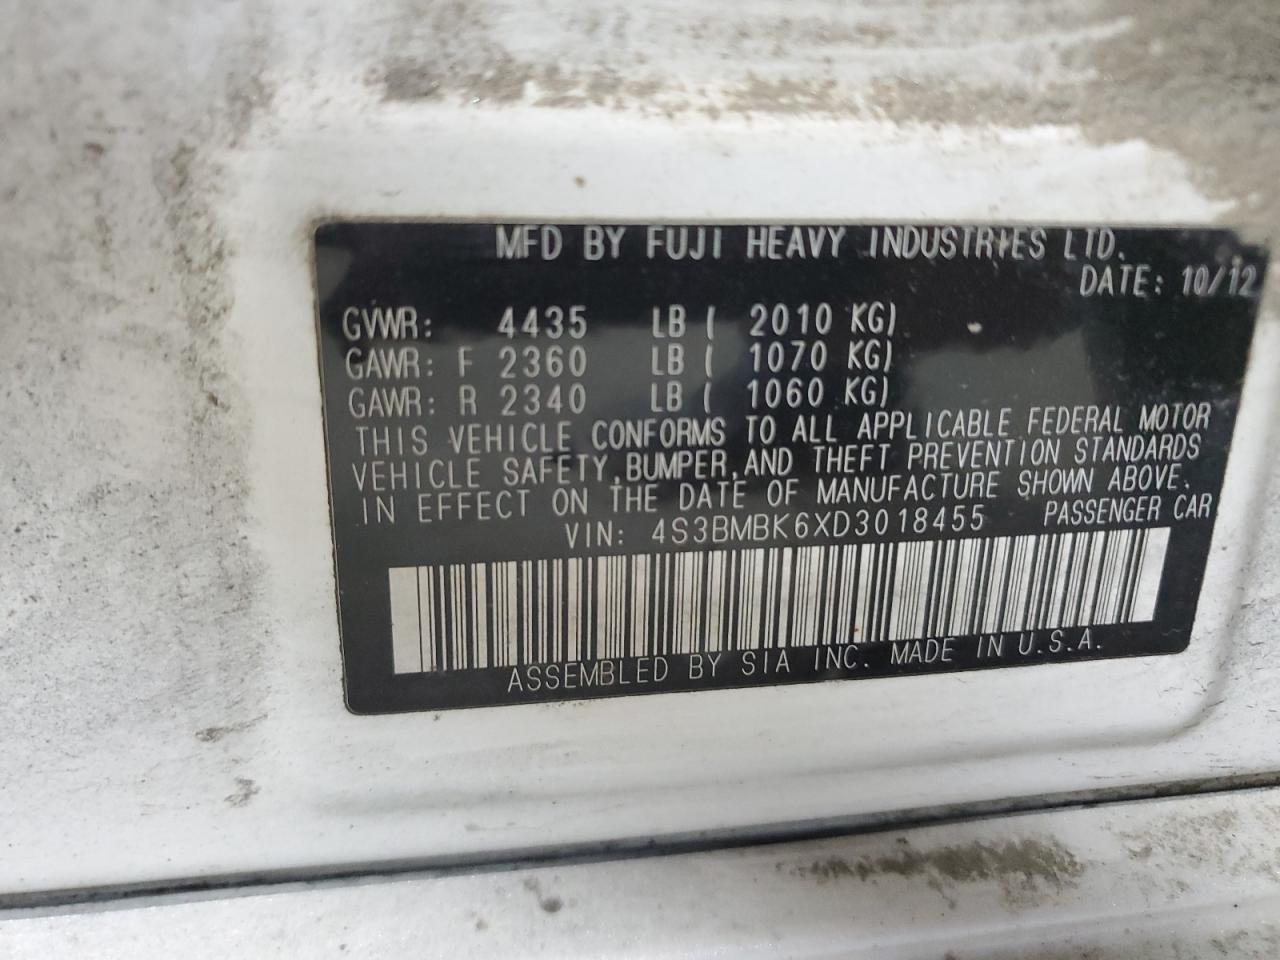 MFD BY FUJI HEAVY INDUSTRIES LTD.
DATE: 10/12
GVWR: 4435 LB ( 2010 KG)
GAWR: F 2360 LB ( 1070 KG)
GAWR: R 2340 LB ( 1060 KG)
THIS VEHICLE CONFORMS TO ALL APPLICABLE FEDERAL MOTOR
VEHICLE SAFETY, BUMPER, AND THEFT PREVENTION STANDARDS
IN EFFECT ON THE DATE OF MANUFACTURE SHOWN ABOVE.
VIN: 4S3BMBK6XD3018455 PASSENGER CAR
ASSEMBLED BY SIA INC. MADE IN U.S.A.